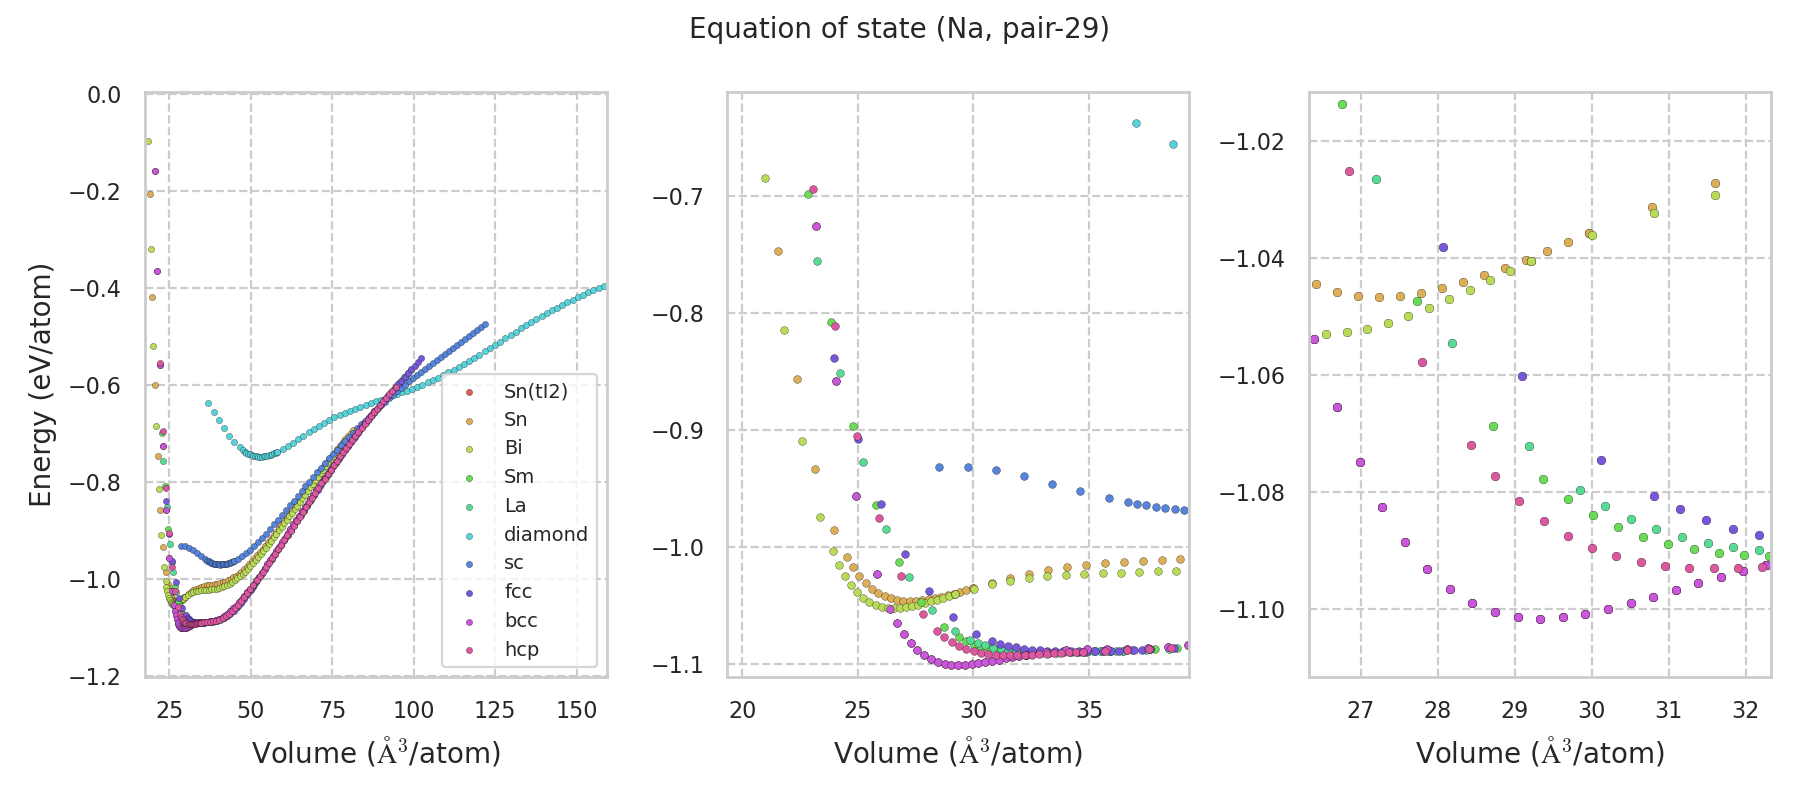 Equation of state (Na, pair-29)
Energy (eV/atom)
0.0
−0.2
−0.4
−0.6
−0.8
−1.0
−1.2
25 50 75 100 125 150
Volume (Å³/atom)
Sn(tI2)
Sn
Bi
Sm
La
diamond
sc
fcc
bcc
hcp
−0.7
−0.8
−0.9
−1.0
−1.1
20 25 30 35
Volume (Å³/atom)
−1.02
−1.04
−1.06
−1.08
−1.10
27 28 29 30 31 32
Volume (Å³/atom)